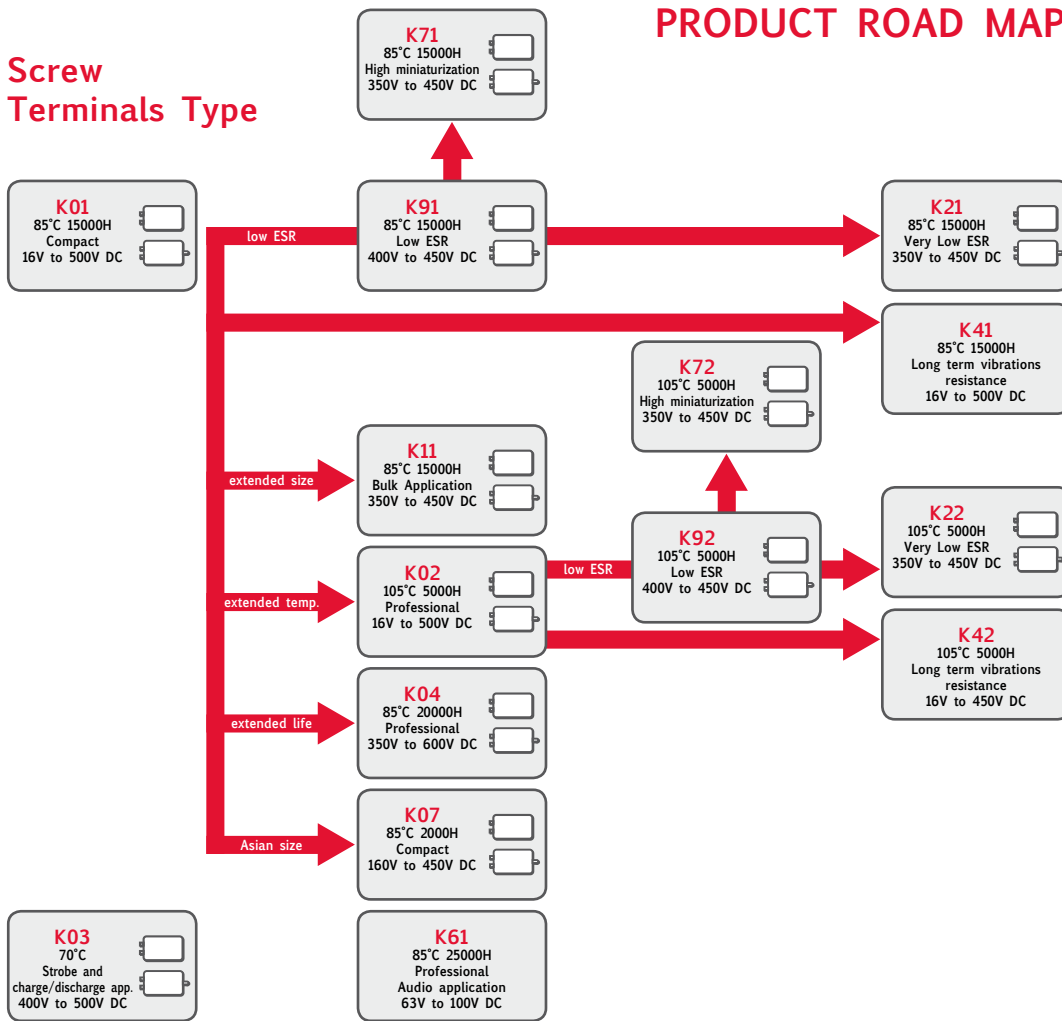 PRODUCT ROAD MAP
Screw
Terminals Type
K71
85°C 15000H
High miniaturization
350V to 450V DC
K01
85°C 15000H
Compact
16V to 500V DC
low ESR
K91
85°C 15000H
Low ESR
400V to 450V DC
K21
85°C 15000H
Very Low ESR
350V to 450V DC
K41
85°C 15000H
Long term vibrations
resistance
16V to 500V DC
K72
105°C 5000H
High miniaturization
350V to 450V DC
extended size
K11
85°C 15000H
Bulk Application
350V to 450V DC
extended temp.
K02
105°C 5000H
Professional
16V to 500V DC
low ESR
K92
105°C 5000H
Low ESR
400V to 450V DC
K22
105°C 5000H
Very Low ESR
350V to 450V DC
K42
105°C 5000H
Long term vibrations
resistance
16V to 450V DC
extended life
K04
85°C 20000H
Professional
350V to 600V DC
Asian size
K07
85°C 2000H
Compact
160V to 450V DC
K03
70°C
Strobe and
charge/discharge app.
400V to 500V DC
K61
85°C 25000H
Professional
Audio application
63V to 100V DC